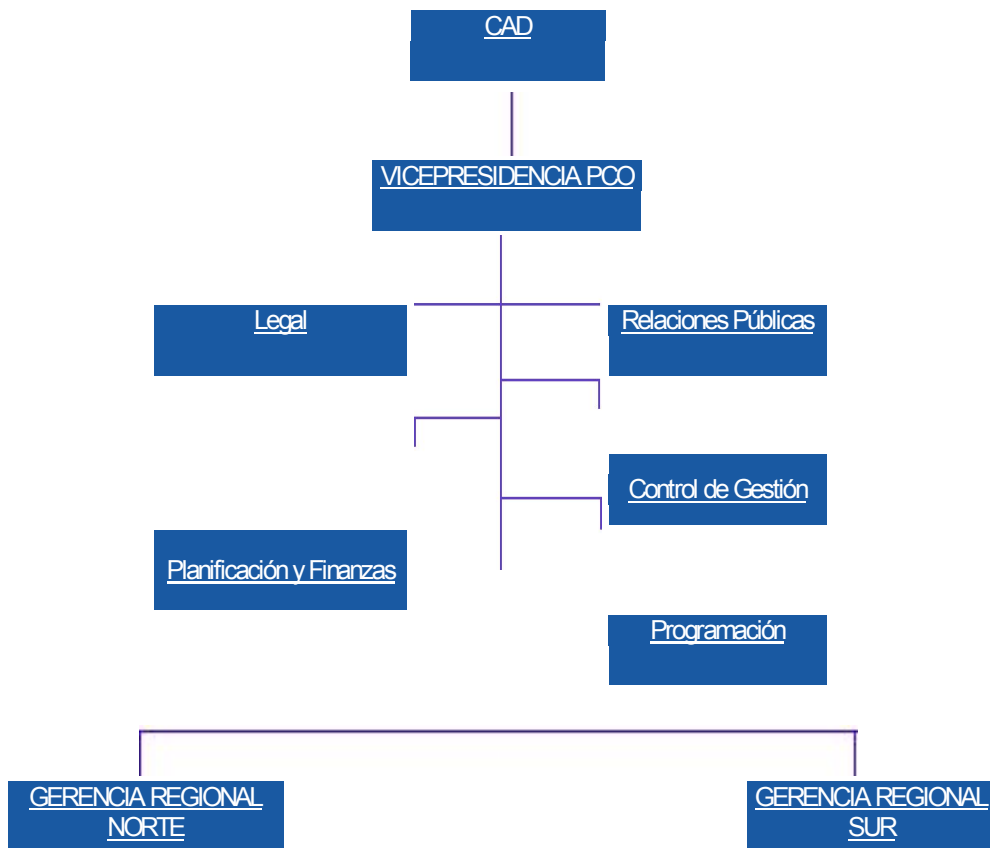 CAD
VICEPRESIDENCIA PCO
Legal
Relaciones Públicas
Control de Gestión
Planificación y Finanzas
Programación
GERENCIA REGIONAL
NORTE
GERENCIA REGIONAL
SUR